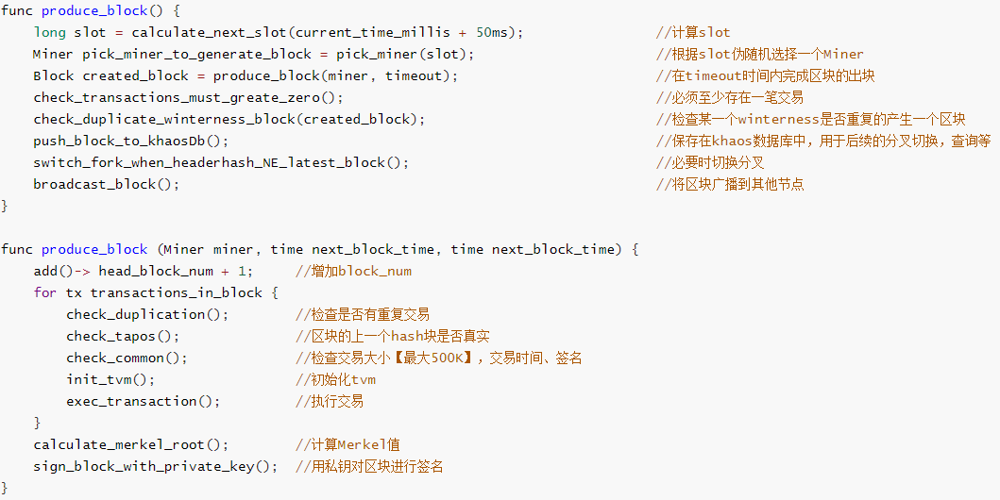 func produce_block() {
    long slot = calculate_next_slot(current_time_millis + 50ms);                //计算slot
    Miner pick_miner_to_generate_block = pick_miner(slot);                      //根据slot伪随机选择一个Miner
    Block created_block = produce_block(miner, timeout);                        //在timeout时间内完成区块的出块
    check_transactions_must_greate_zero();                                      //必须至少存在一笔交易
    check_duplicate_winterness_block(created_block);                            //检查某一个winterness是否重复的产生一个区块
    push_block_to_khaosDb();                                                    //保存在khaos数据库中，用于后续的分叉切换，查询等
    switch_fork_when_headerhash_NE_latest_block();                              //必要时切换分叉
    broadcast_block();                                                          //将区块广播到其他节点
}
func produce_block (Miner miner, time next_block_time, time next_block_time) {
    add()-> head_block_num + 1;     //增加block_num
    for tx transactions_in_block {
        check_duplication();        //检查是否有重复交易
        check_tapos();              //区块的上一个hash块是否真实
        check_common();             //检查交易大小【最大500K】，交易时间、签名
        init_tvm();                 //初始化tvm
        exec_transaction();         //执行交易
    }
    calculate_merkel_root();        //计算Merkel值
    sign_block_with_private_key();  //用私钥对区块进行签名
}